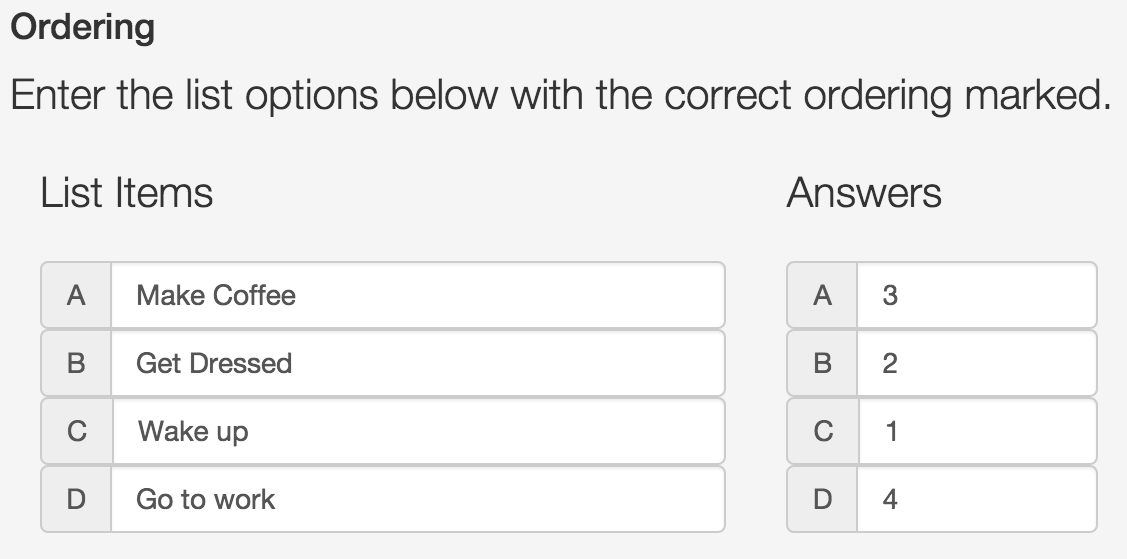 Ordering
Enter the list options below with the correct ordering marked.
List Items Answers
A Make Coffee A 3
B Get Dressed B 2
C Wake up C 1
D Go to work D 4